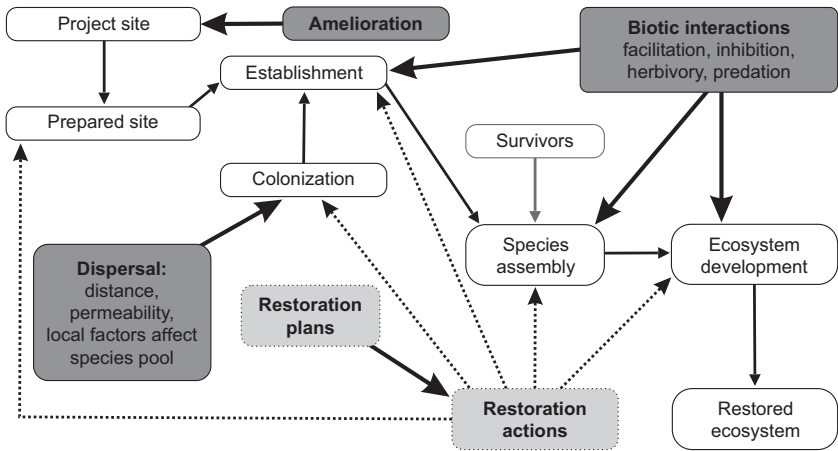 Project site
Amelioration
Biotic interactions
facilitation, inhibition,
herbivory, predation
Establishment
Prepared site
Survivors
Colonization
Species
assembly
Ecosystem
development
Dispersal:
distance,
permeability,
local factors affect
species pool
Restoration
plans
Restoration
actions
Restored
ecosystem